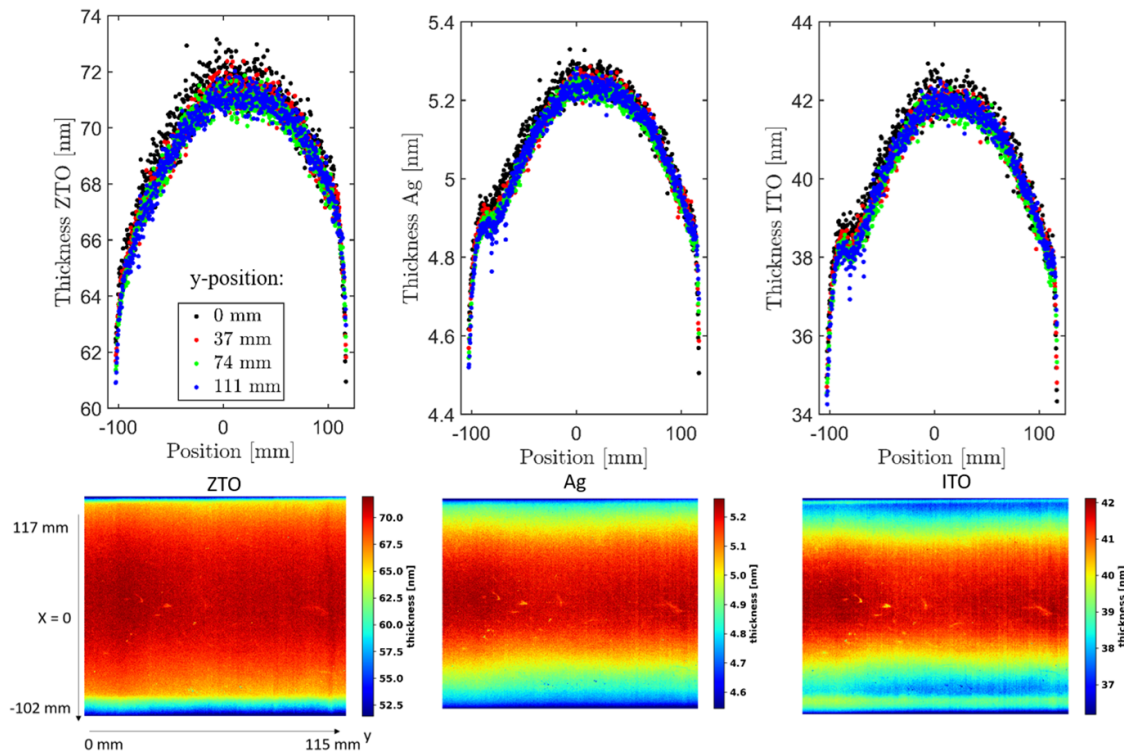 74
72
70
68
66
64
62
60
Thickness ZTO [nm]
y-position:
0 mm
37 mm
74 mm
111 mm
-100
0
100
Position [mm]
5.4
5.2
5
4.8
4.6
4.4
Thickness Ag [nm]
-100
0
100
Position [mm]
44
42
40
38
36
34
Thickness ITO [nm]
-100
0
100
Position [mm]
ZTO
Ag
ITO
117 mm
X = 0
-102 mm
0 mm
115 mm
y
70.0
67.5
65.0
62.5
60.0
57.5
55.0
52.5
thickness [nm]
5.2
5.1
5.0
4.9
4.8
4.7
4.6
thickness [nm]
42
41
40
39
38
37
thickness [nm]